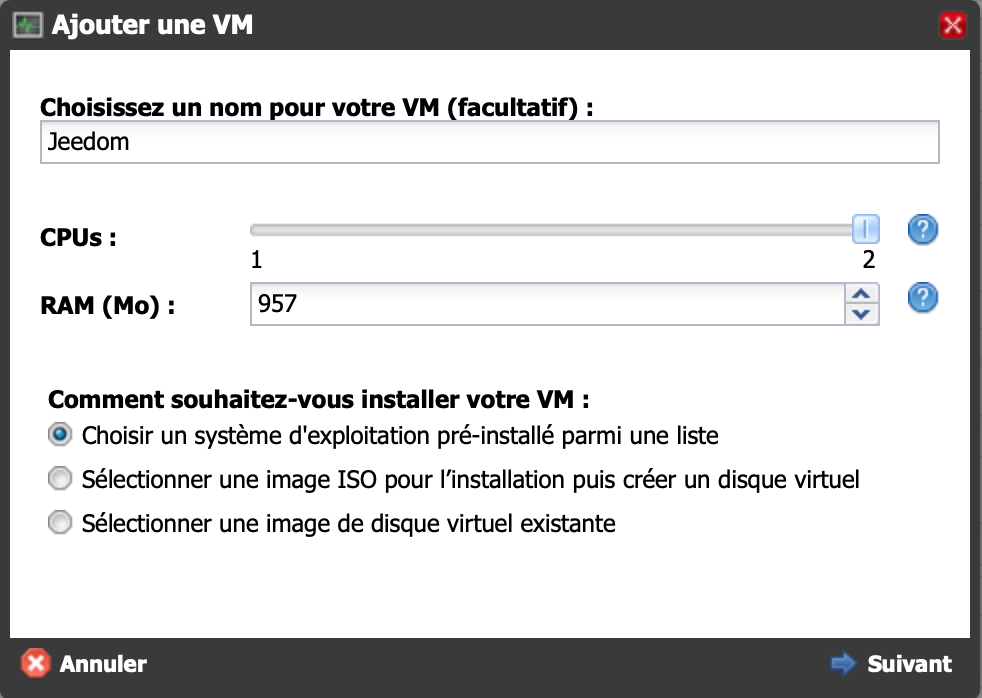 Ajouter une VM
Choisissez un nom pour votre VM (facultatif) :
Jeedom
CPUs :
1
2
RAM (Mo) :
957
Comment souhaitez-vous installer votre VM :
Choisir un système d'exploitation pré-installé parmi une liste
Sélectionner une image ISO pour l’installation puis créer un disque virtuel
Sélectionner une image de disque virtuel existante
Annuler
Suivant